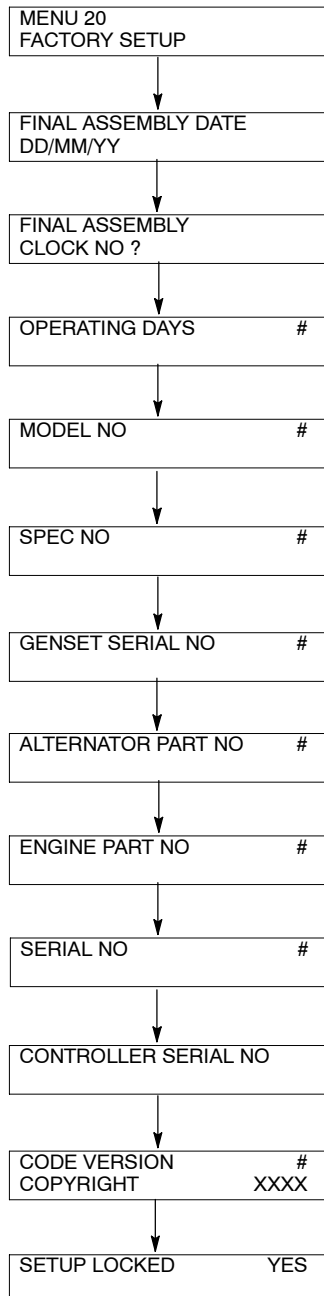 MENU 20
FACTORY SETUP
FINAL ASSEMBLY DATE
DD/MM/YY
FINAL ASSEMBLY
CLOCK NO ?
OPERATING DAYS #
MODEL NO #
SPEC NO #
GENSET SERIAL NO #
ALTERNATOR PART NO #
ENGINE PART NO #
SERIAL NO #
CONTROLLER SERIAL NO
CODE VERSION #
COPYRIGHT XXXX
SETUP LOCKED YES